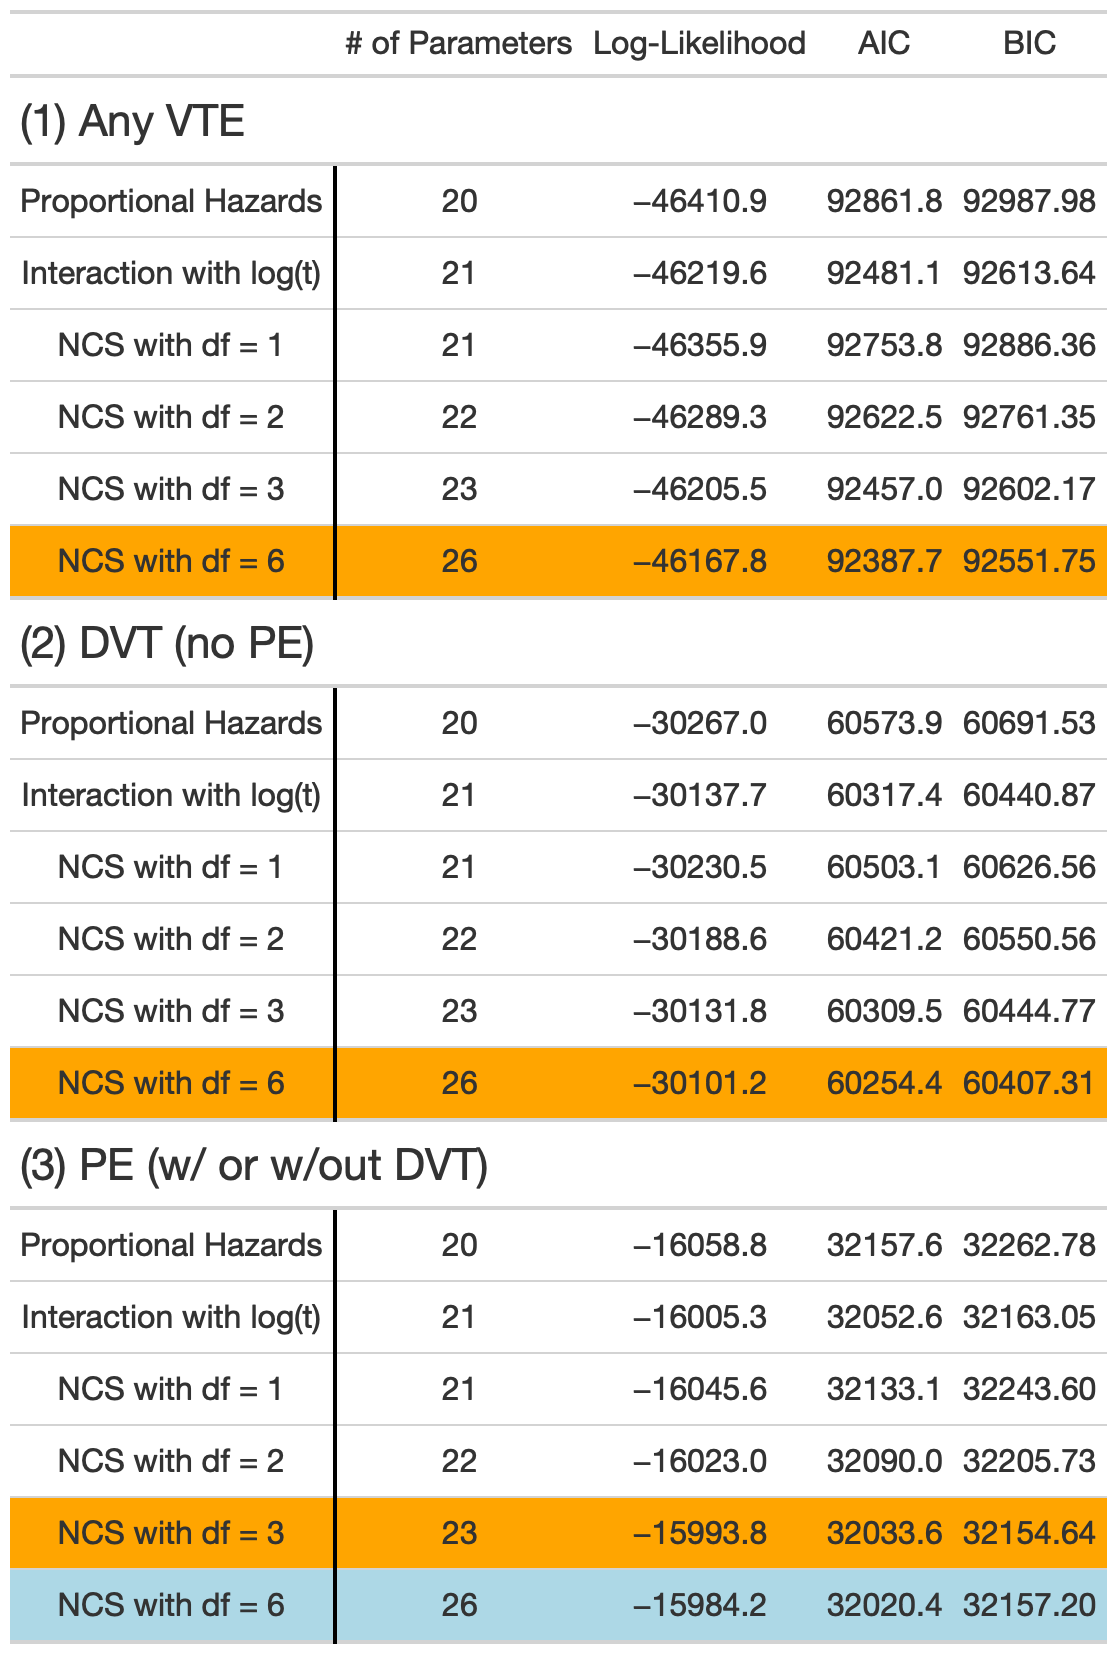 # of Parameters Log-Likelihood AIC BIC
(1) Any VTE
Proportional Hazards 20 −46410.9 92861.8 92987.98
Interaction with log(t) 21 −46219.6 92481.1 92613.64
NCS with df = 1 21 −46355.9 92753.8 92886.36
NCS with df = 2 22 −46289.3 92622.5 92761.35
NCS with df = 3 23 −46205.5 92457.0 92602.17
NCS with df = 6 26 −46167.8 92387.7 92551.75
(2) DVT (no PE)
Proportional Hazards 20 −30267.0 60573.9 60691.53
Interaction with log(t) 21 −30137.7 60317.4 60440.87
NCS with df = 1 21 −30230.5 60503.1 60626.56
NCS with df = 2 22 −30188.6 60421.2 60550.56
NCS with df = 3 23 −30131.8 60309.5 60444.77
NCS with df = 6 26 −30101.2 60254.4 60407.31
(3) PE (w/ or w/out DVT)
Proportional Hazards 20 −16058.8 32157.6 32262.78
Interaction with log(t) 21 −16005.3 32052.6 32163.05
NCS with df = 1 21 −16045.6 32133.1 32243.60
NCS with df = 2 22 −16023.0 32090.0 32205.73
NCS with df = 3 23 −15993.8 32033.6 32154.64
NCS with df = 6 26 −15984.2 32020.4 32157.20